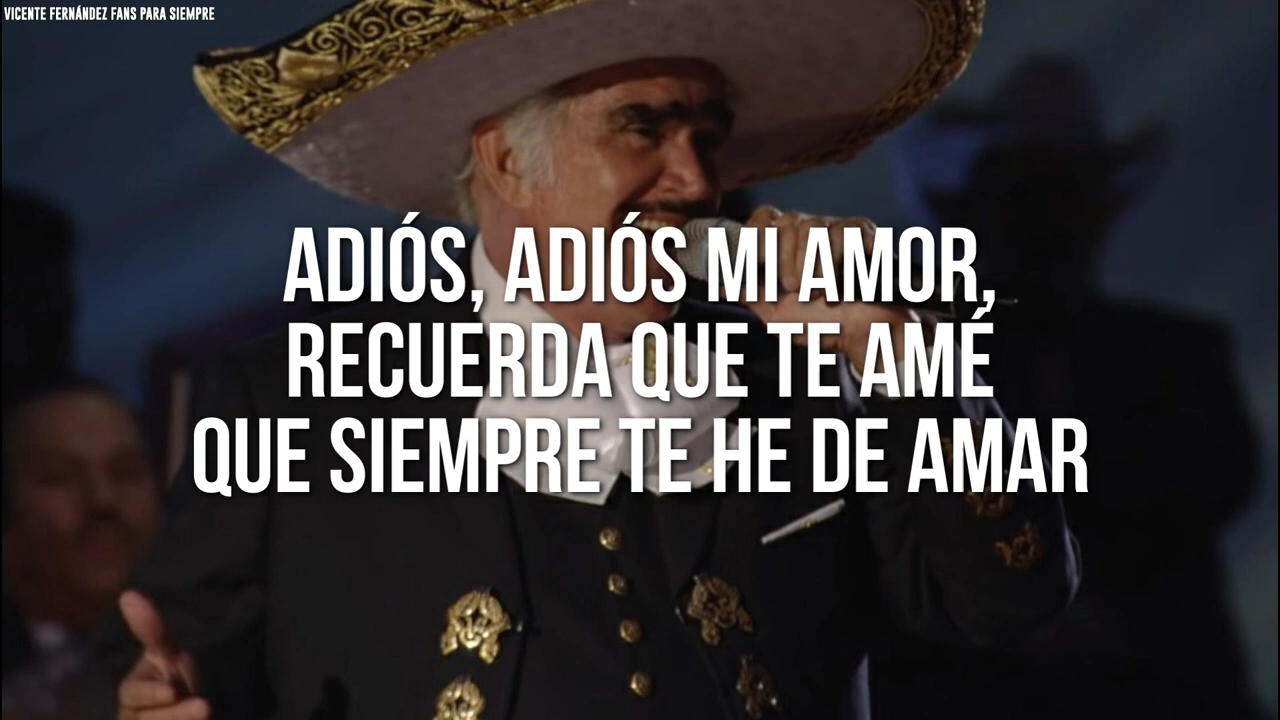 VICENTE FERNÁNDEZ FANS PARA SIEMPRE
ADIÓS, ADIÓS MI AMOR,
RECUERDA QUE TE AMÉ
QUE SIEMPRE TE HE DE AMAR